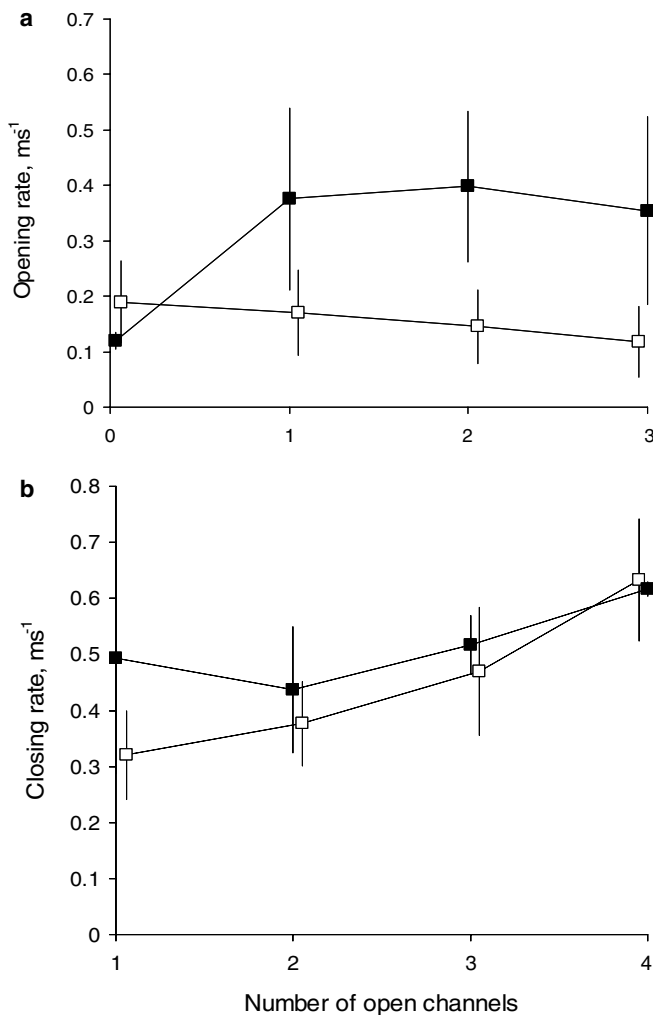 a
0.7
0.6
0.5
0.4
0.3
0.2
0.1
0
Opening rate, ms⁻¹
0 1 2 3
b
0.8
0.7
0.6
0.5
0.4
0.3
0.2
0.1
0
Closing rate, ms⁻¹
1 2 3 4
Number of open channels